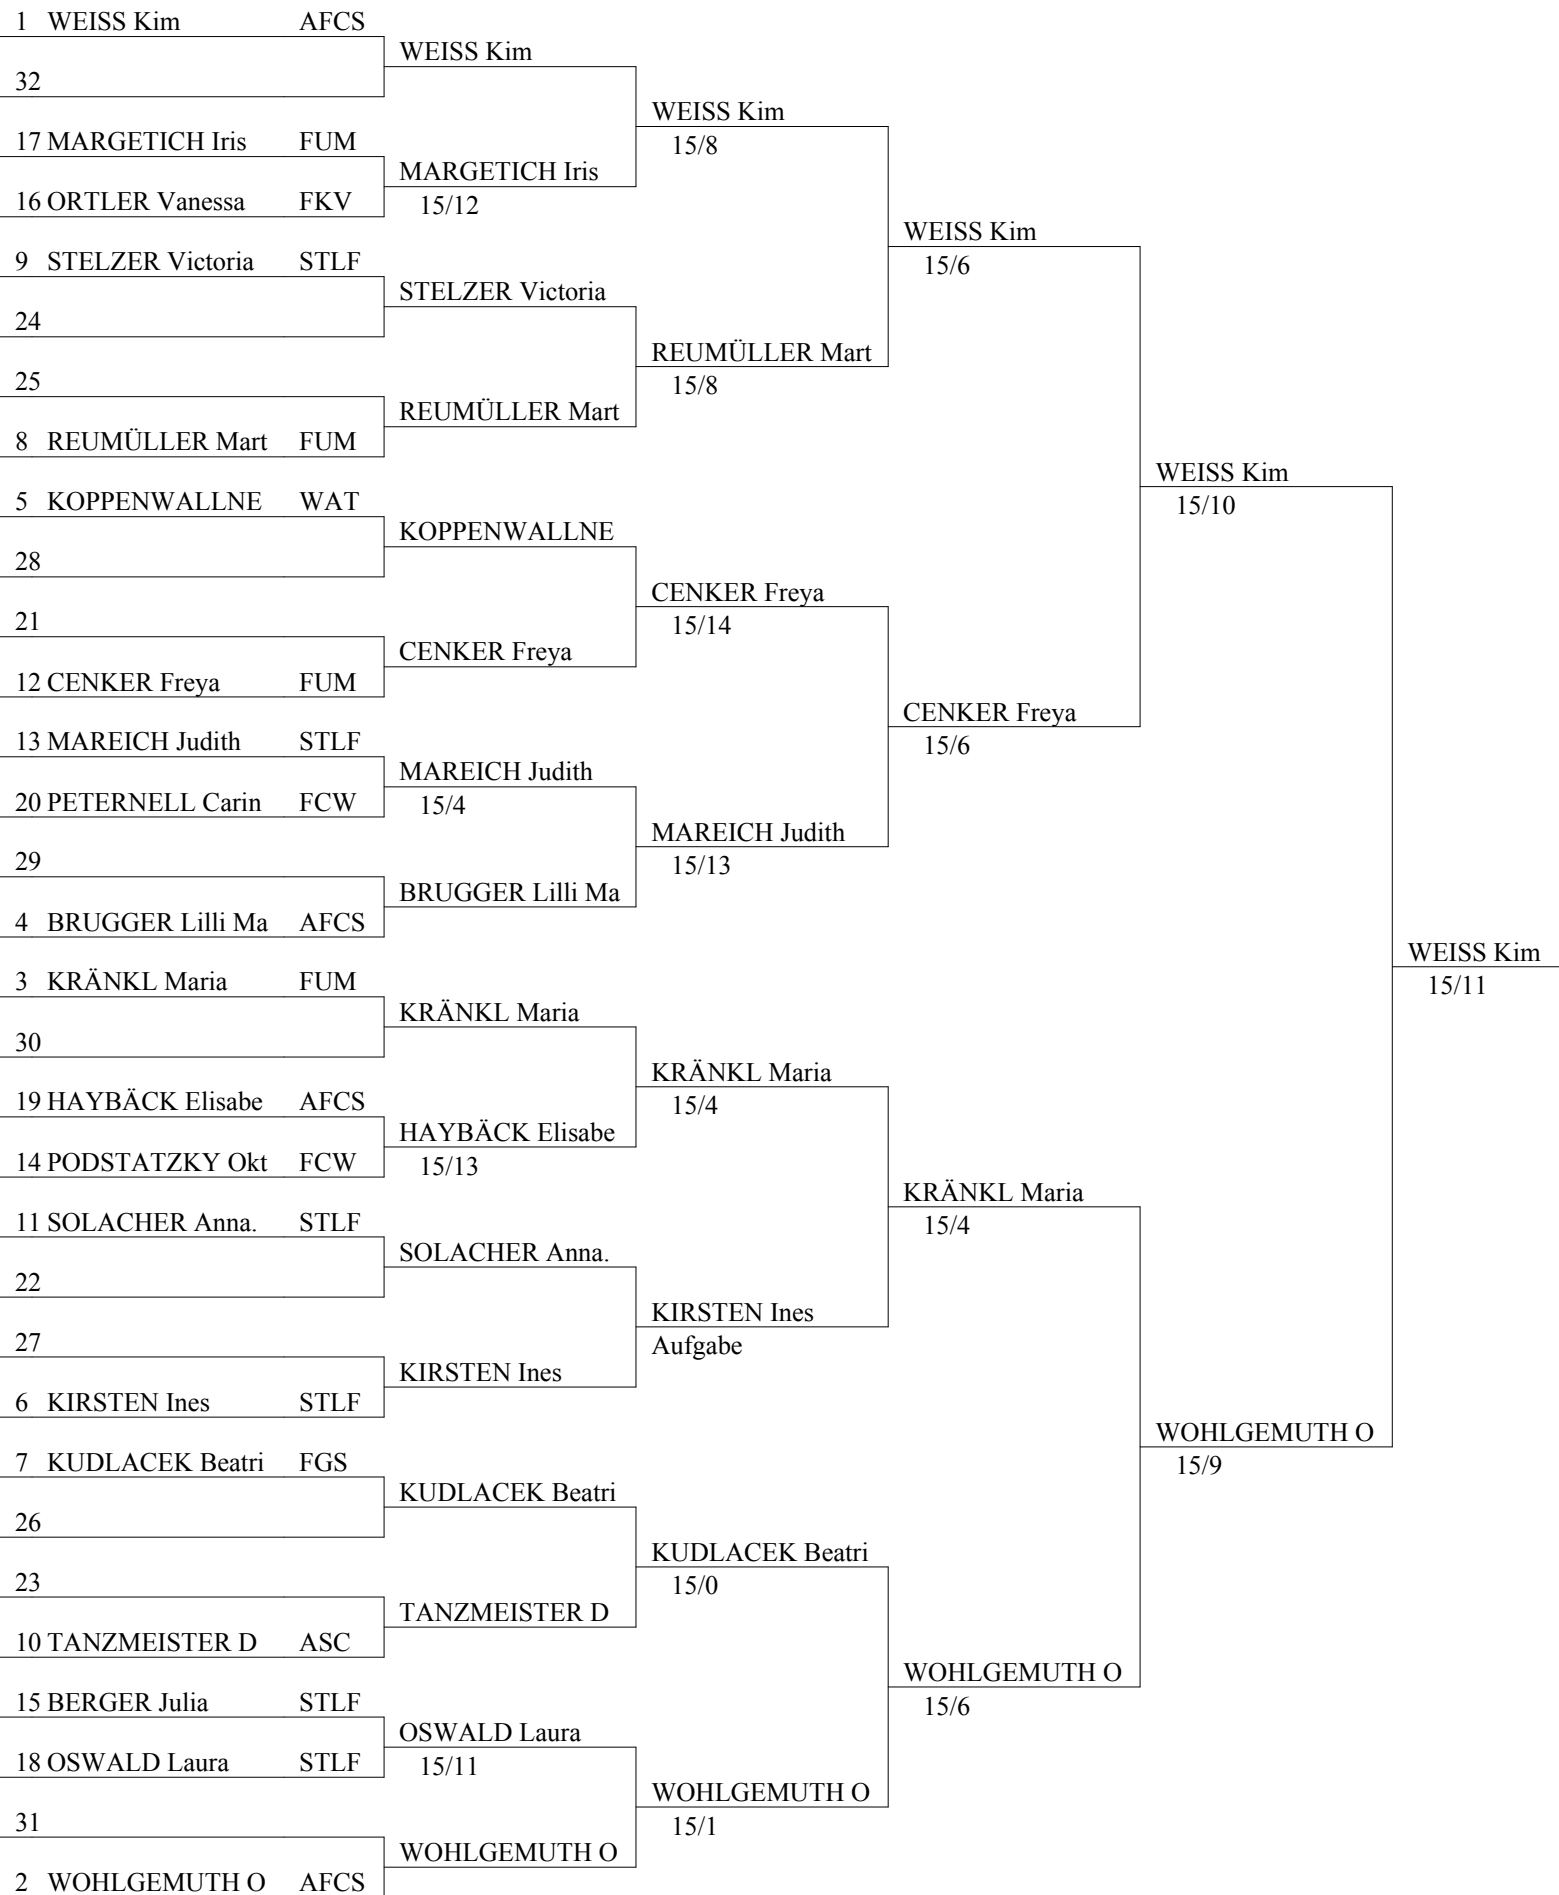 1 WEISS Kim AFCS
32
17 MARGETICH Iris FUM
16 ORTLER Vanessa FKV
9 STELZER Victoria STLF
24
25
8 REUMÜLLER Mart FUM
5 KOPPENWALLNE WAT
28
21
12 CENKER Freya FUM
13 MAREICH Judith STLF
20 PETERNELL Carin FCW
29
4 BRUGGER Lilli Ma AFCS
3 KRÄNKL Maria FUM
30
19 HAYBÄCK Elisabe AFCS
14 PODSTATZKY Okt FCW
11 SOLACHER Anna. STLF
22
27
6 KIRSTEN Ines STLF
7 KUDLACEK Beatri FGS
26
23
10 TANZMEISTER D ASC
15 BERGER Julia STLF
18 OSWALD Laura STLF
31
2 WOHLGEMUTH O AFCS
WEISS Kim
MARGETICH Iris
15/12
STELZER Victoria
REUMÜLLER Mart
KOPPENWALLNE
CENKER Freya
MAREICH Judith
15/4
BRUGGER Lilli Ma
KRÄNKL Maria
HAYBÄCK Elisabe
15/13
SOLACHER Anna.
KIRSTEN Ines
KUDLACEK Beatri
TANZMEISTER D
OSWALD Laura
15/11
WOHLGEMUTH O
WEISS Kim
15/8
REUMÜLLER Mart
15/8
CENKER Freya
15/14
MAREICH Judith
15/13
KRÄNKL Maria
15/4
KIRSTEN Ines
Aufgabe
KUDLACEK Beatri
15/0
WOHLGEMUTH O
15/1
WEISS Kim
15/6
CENKER Freya
15/6
KRÄNKL Maria
15/4
WOHLGEMUTH O
15/6
WEISS Kim
15/10
WOHLGEMUTH O
15/9
WEISS Kim
15/11